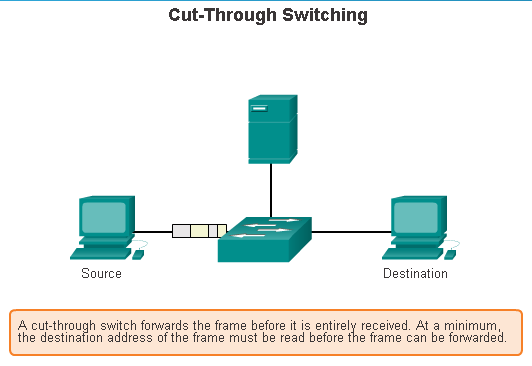 Cut-Through Switching
Source
Destination
A cut-through switch forwards the frame before it is entirely received. At a minimum,
the destination address of the frame must be read before the frame can be forwarded.